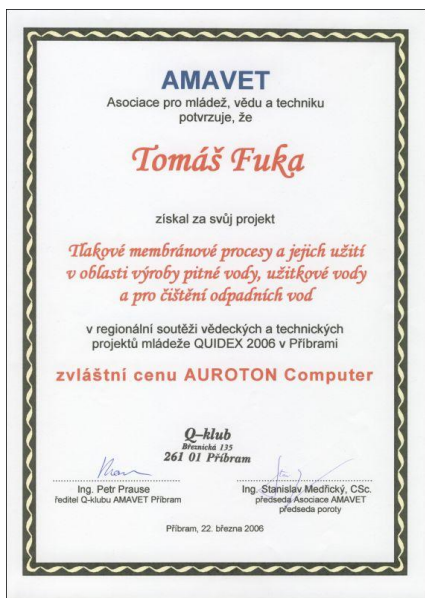 AMAVET
Asociace pro mládež, vědu a techniku
potvrzuje, že
Tomáš Fuka
získal za svůj projekt
Tlakové membránové procesy a jejich užití
v oblasti výroby pitné vody, užitkové vody
a pro čištění odpadních vod
v regionální soutěži vědeckých a technických
projektů mládeže QUIDEX 2006 v Příbrami
zvláštní cenu AUROTON Computer
Q–klub
Březnická 135
261 01 Příbram
Ing. Petr Prause
ředitel Q-klubu AMAVET Příbram
Ing. Stanislav Medřický, CSc.
předseda Asociace AMAVET
předseda poroty
Příbram, 22. března 2006